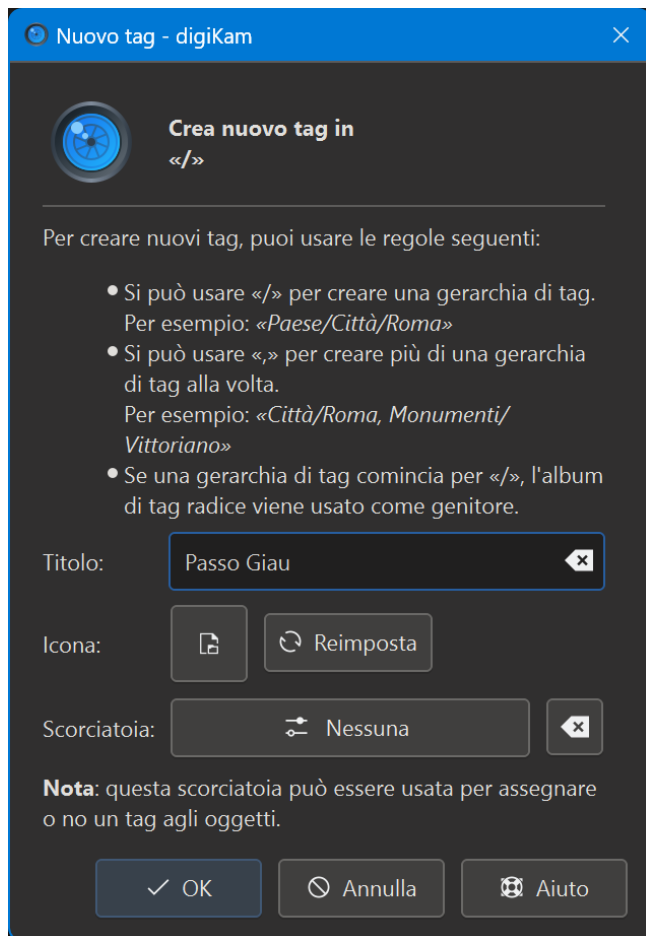 Nuovo tag - digiKam
Crea nuovo tag in
«/»
Per creare nuovi tag, puoi usare le regole seguenti:
Si può usare «/» per creare una gerarchia di tag.
Per esempio: «Paese/Città/Roma»
Si può usare «,» per creare più di una gerarchia
di tag alla volta.
Per esempio: «Città/Roma, Monumenti/
Vittoriano»
Se una gerarchia di tag comincia per «/», l'album
di tag radice viene usato come genitore.
Titolo: Passo Giau
Icona: Reimposta
Scorciatoia: Nessuna
Nota: questa scorciatoia può essere usata per assegnare
o no un tag agli oggetti.
OK Annulla Aiuto